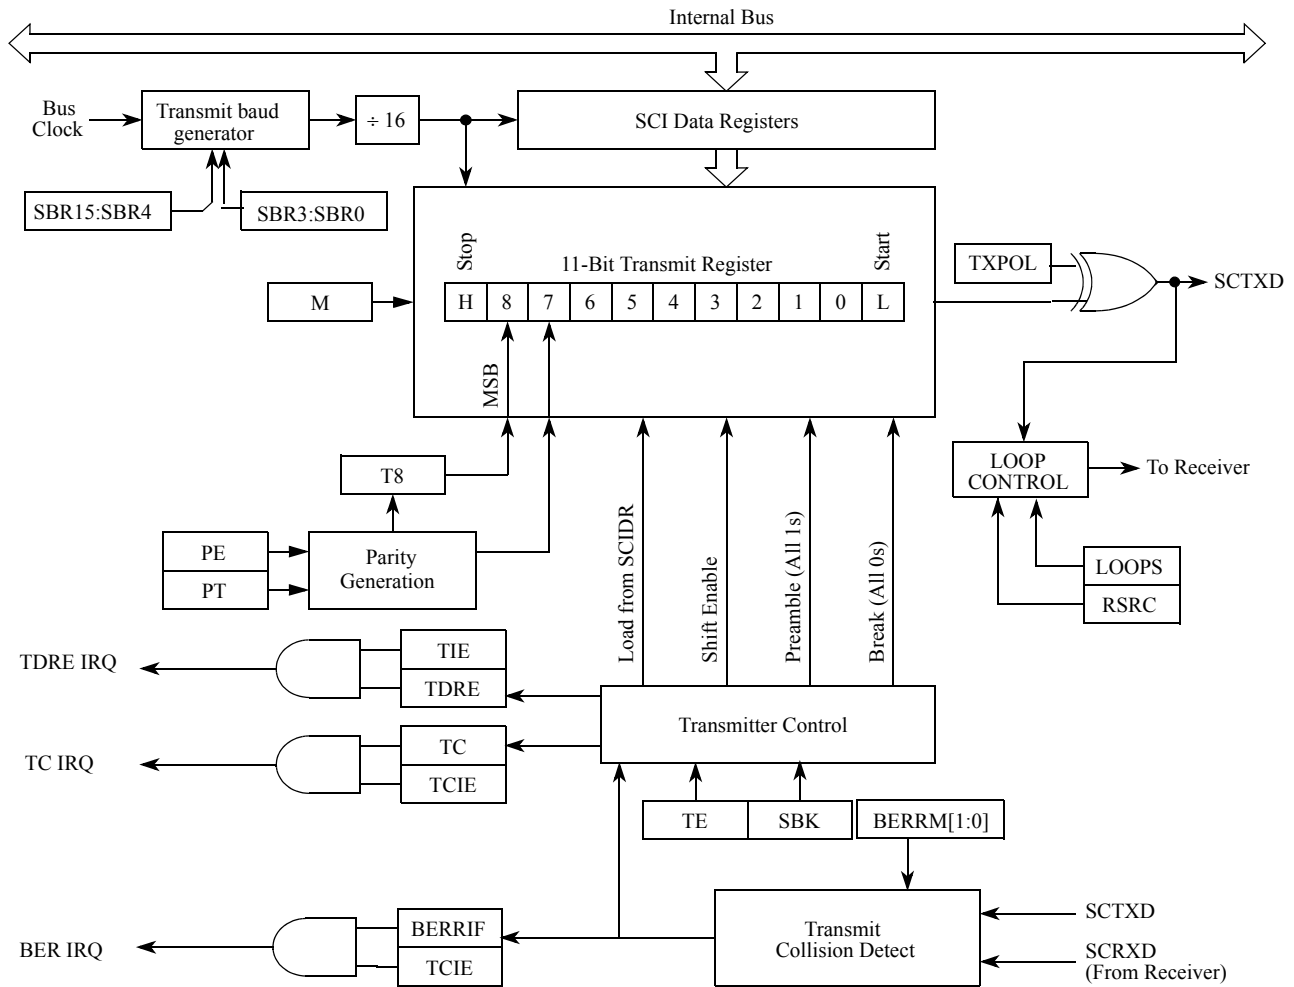 Internal Bus
Bus
Clock
Transmit baud
generator
÷ 16
SCI Data Registers
SBR15:SBR4
SBR3:SBR0
Stop
11-Bit Transmit Register
Start
H 8 7 6 5 4 3 2 1 0 L
M
MSB
TXPOL
SCTXD
T8
LOOP
CONTROL
To Receiver
PE
PT
Parity
Generation
LOOPS
RSRC
Load from SCIDR
Shift Enable
Preamble (All 1s)
Break (All 0s)
TDRE IRQ
TIE
TDRE
Transmitter Control
TC IRQ
TC
TCIE
TE
SBK
BERRM[1:0]
BER IRQ
BERRIF
TCIE
Transmit
Collision Detect
SCTXD
SCRXD
(From Receiver)